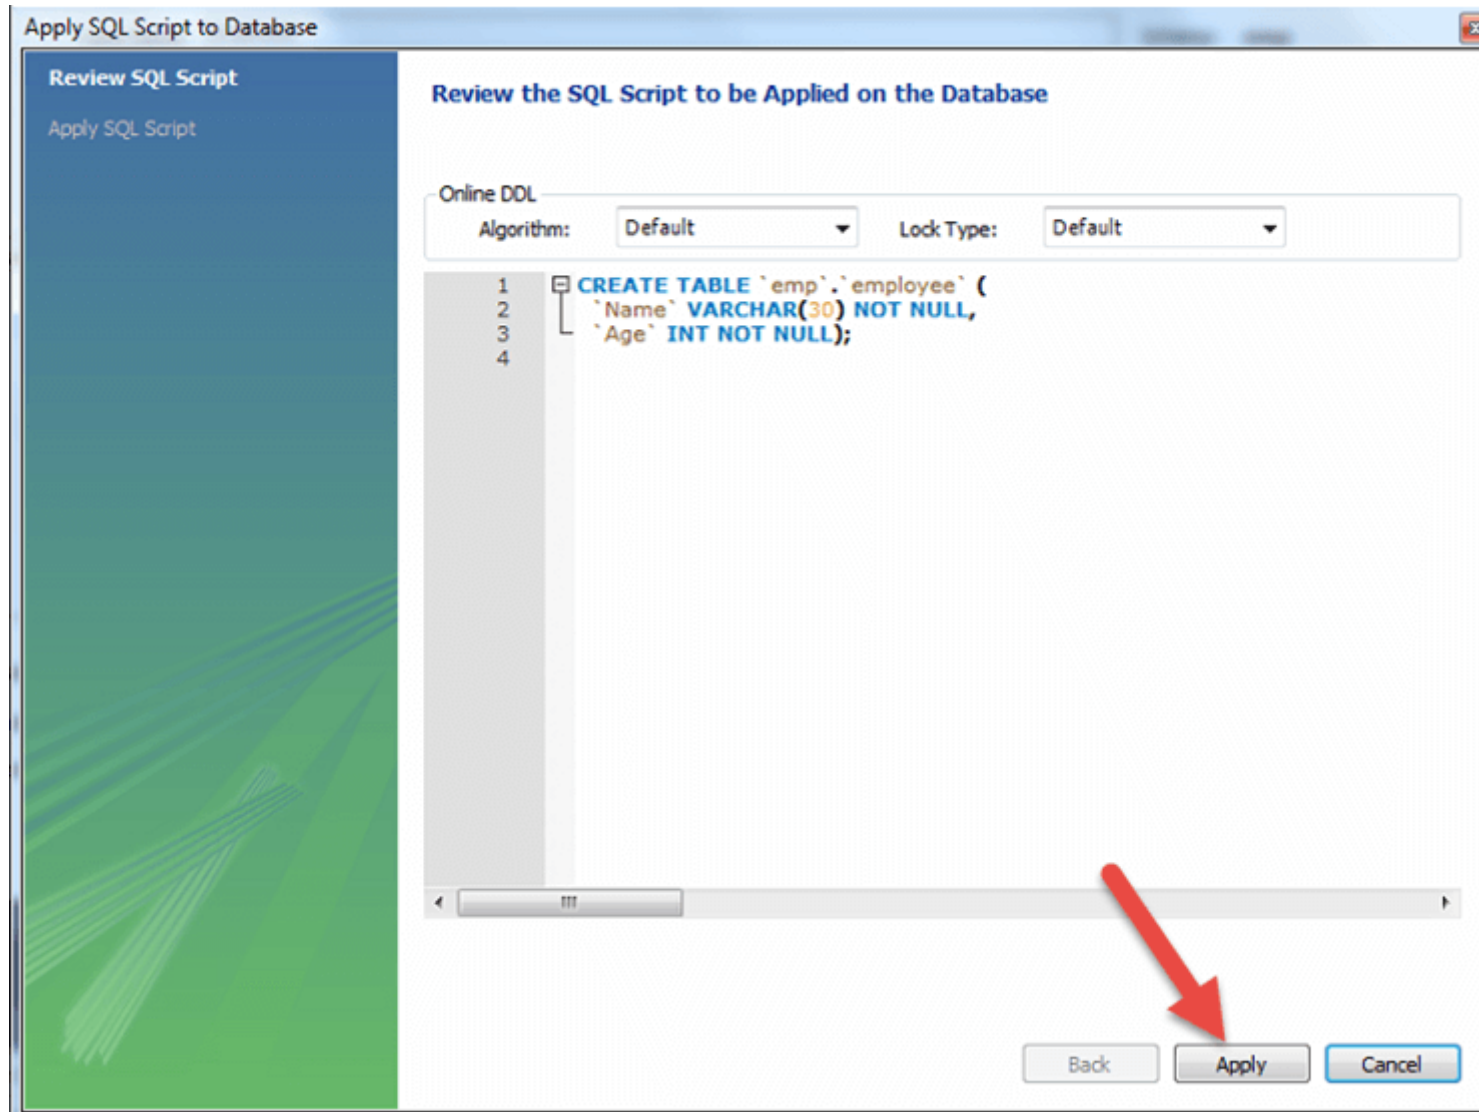 Apply SQL Script to Database
Review SQL Script
Apply SQL Script
Review the SQL Script to be Applied on the Database
Online DDL
Algorithm: Default Lock Type: Default
1 CREATE TABLE `emp`.`employee` (
2 `Name` VARCHAR(30) NOT NULL,
3 `Age` INT NOT NULL);
4
Back Apply Cancel